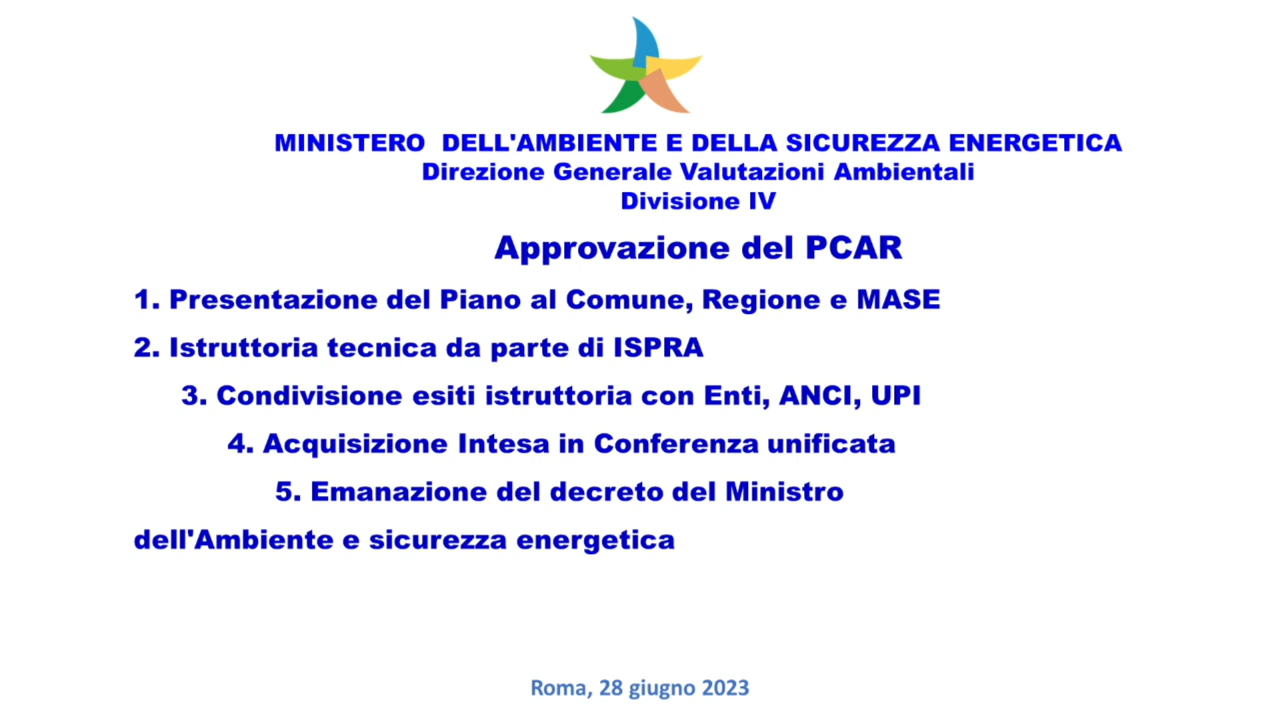 MINISTERO DELL'AMBIENTE E DELLA SICUREZZA ENERGETICA
Direzione Generale Valutazioni Ambientali
Divisione IV
Approvazione del PCAR
1. Presentazione del Piano al Comune, Regione e MASE
2. Istruttoria tecnica da parte di ISPRA
3. Condivisione esiti istruttoria con Enti, ANCI, UPI
4. Acquisizione Intesa in Conferenza unificata
5. Emanazione del decreto del Ministro
dell'Ambiente e sicurezza energetica
Roma, 28 giugno 2023